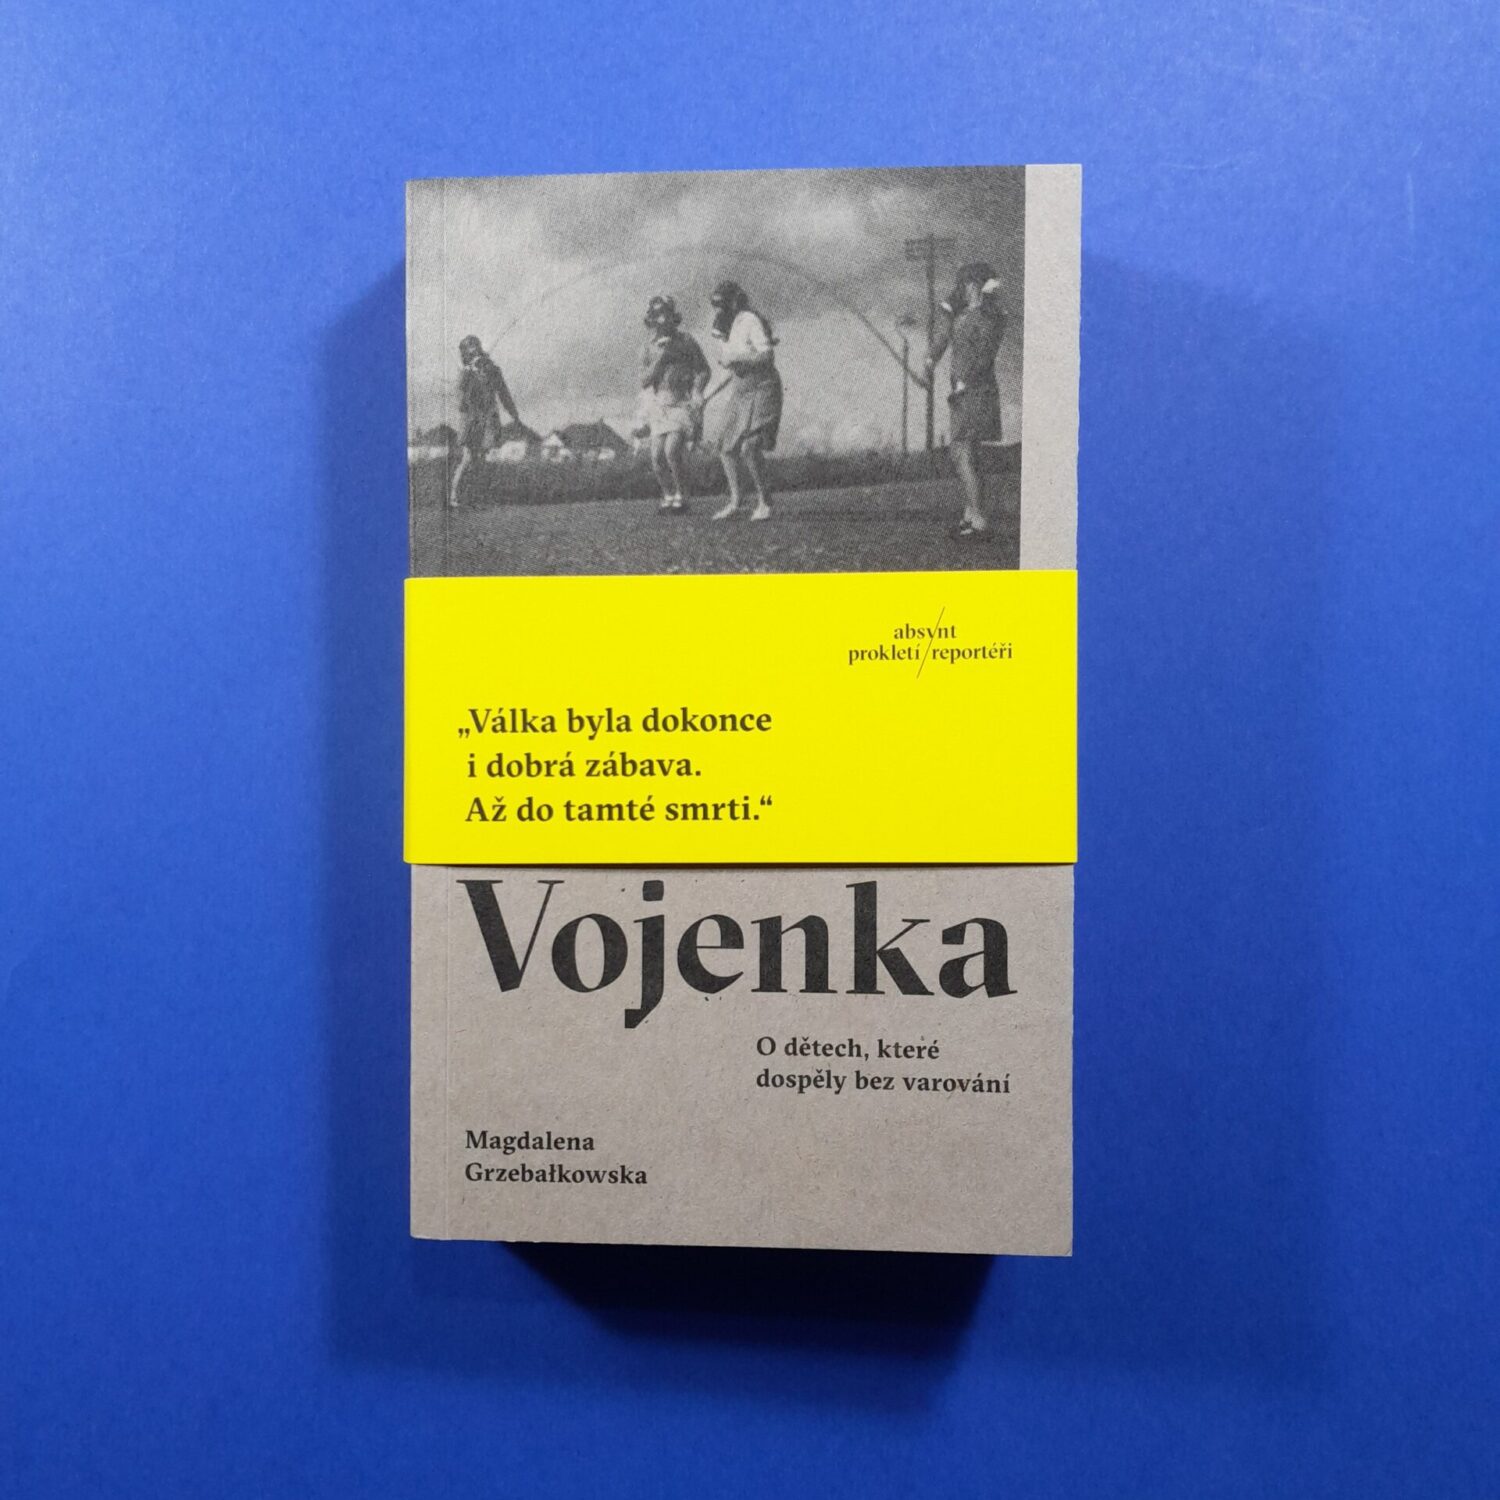 absynt
prokletí reportéři
„Válka byla dokonce
i dobrá zábava.
Až do tamté smrti.“
Vojenka
O dětech, které
dospěly bez varování
Magdalena
Grzebałkowska